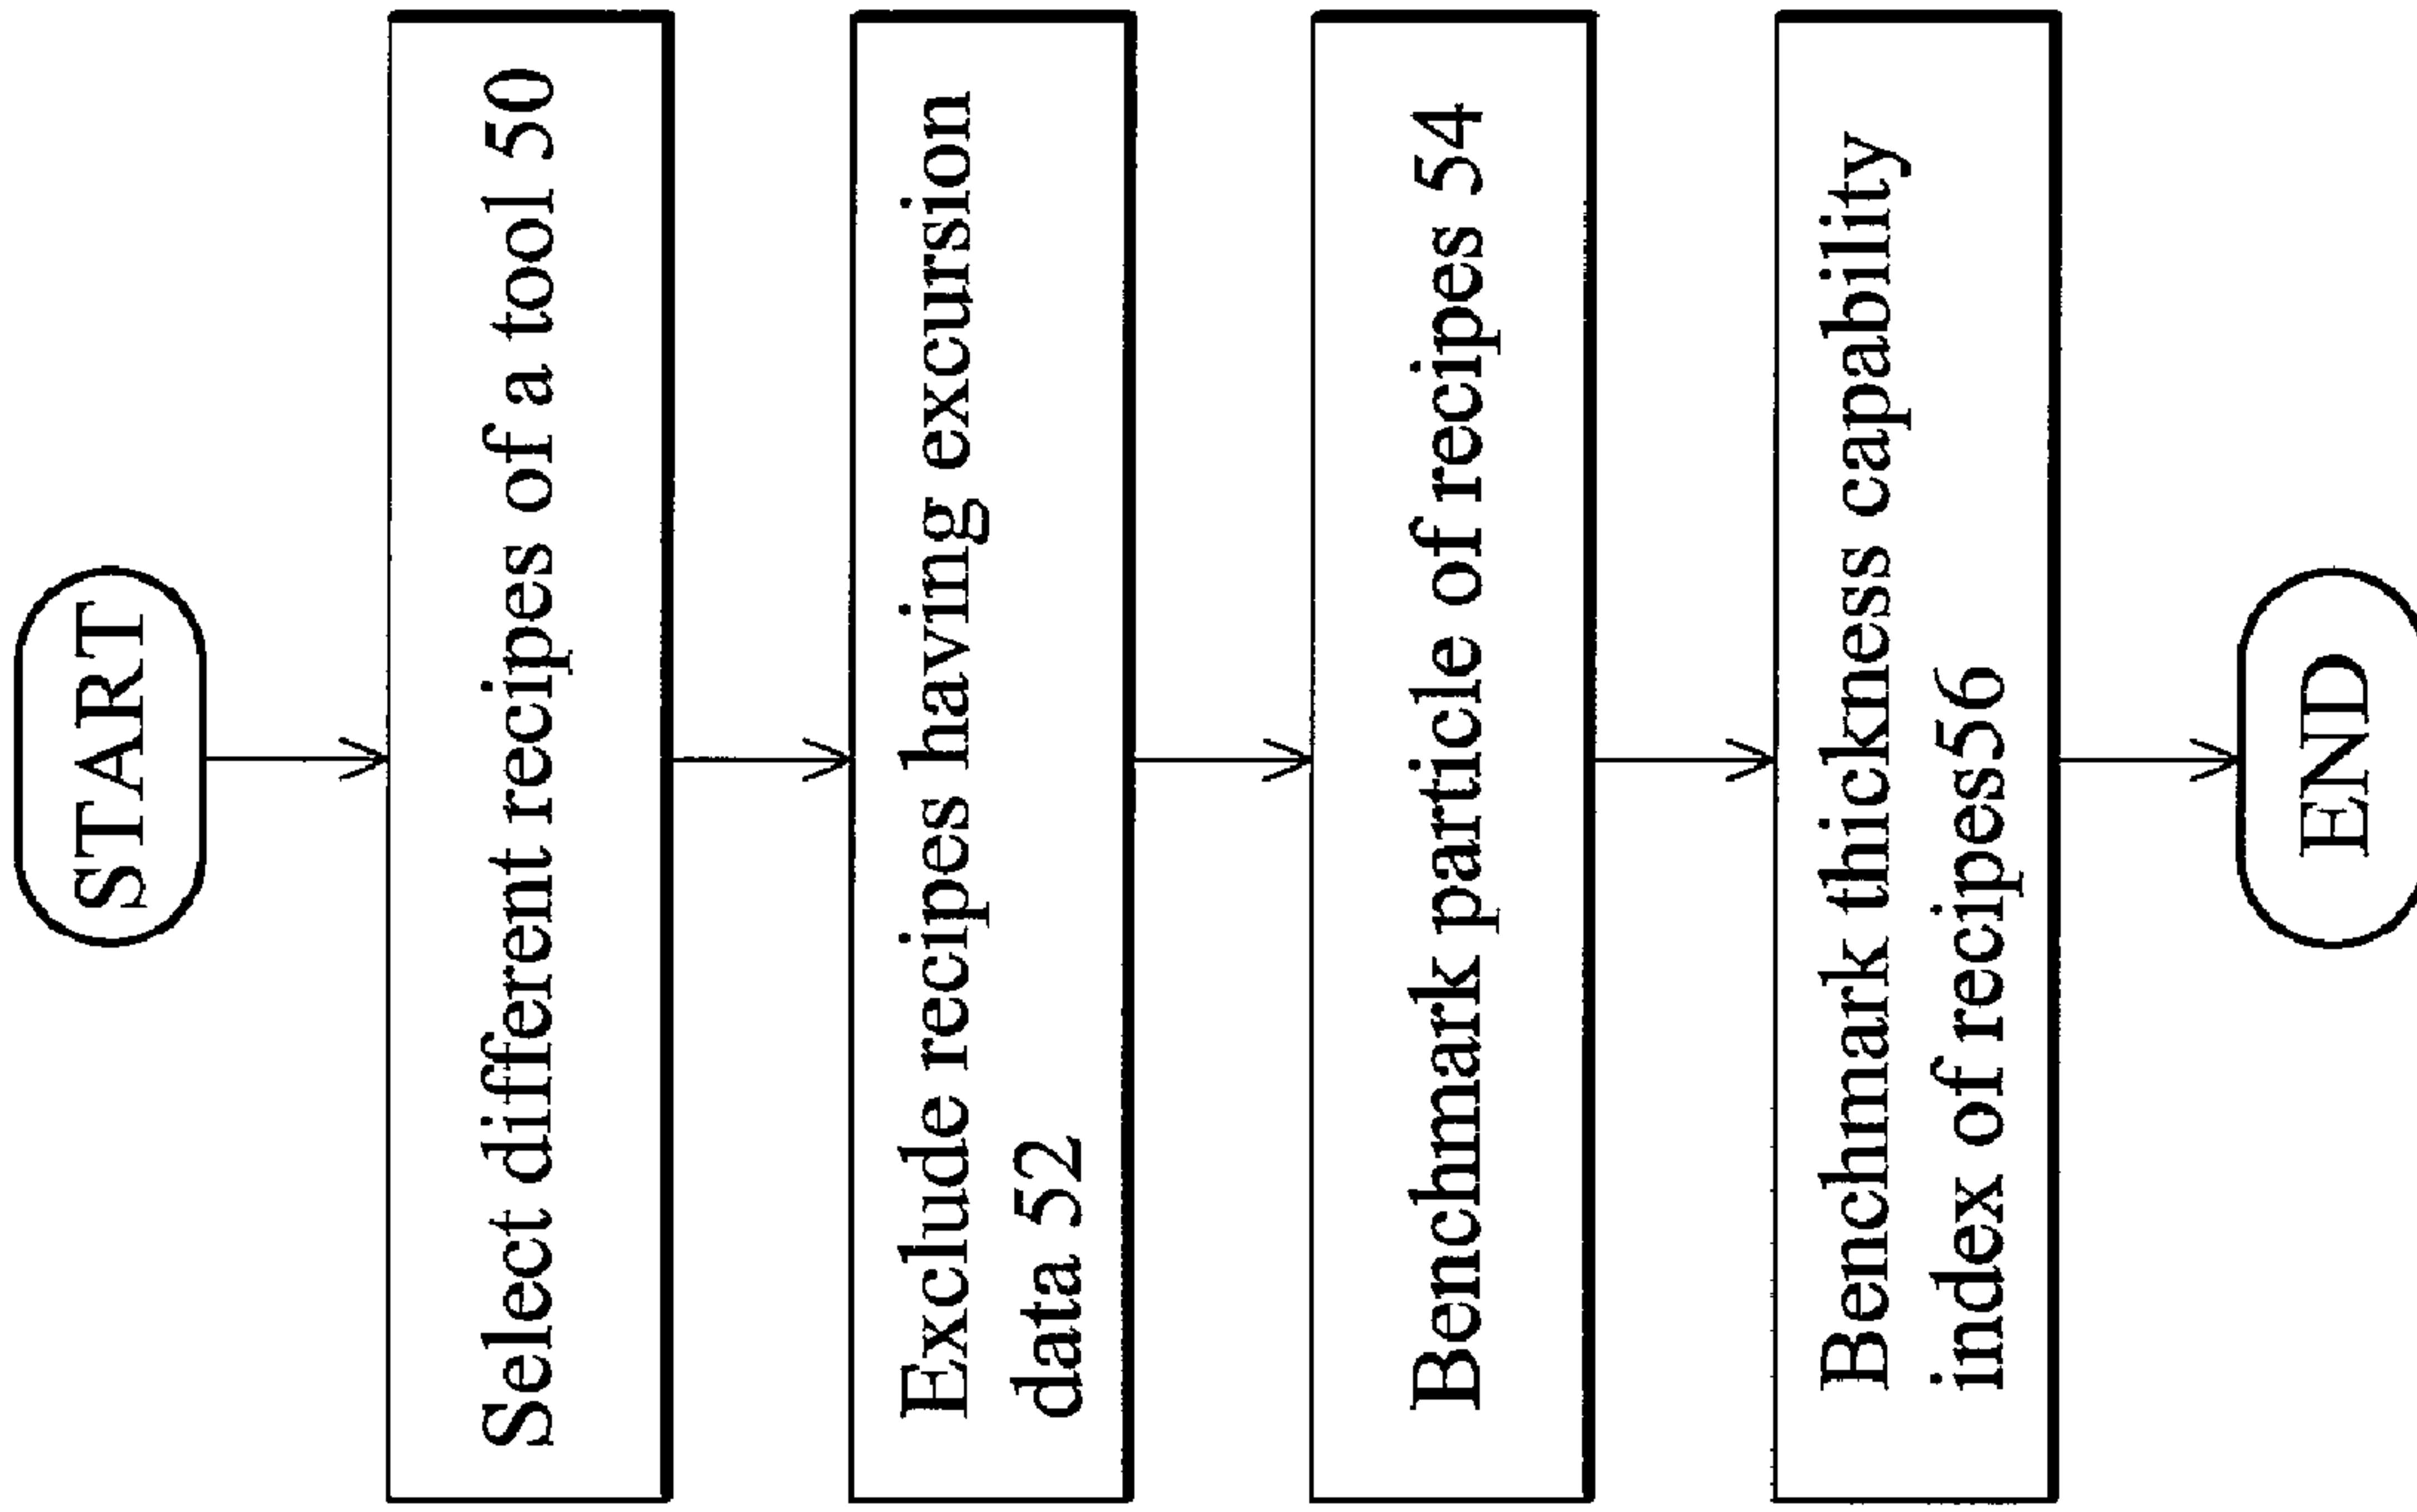 START
Select different recipes of a tool 50
Exclude recipes having excursion
data 52
Benchmark particle of recipes 54
Benchmark thickness capability
index of recipes56
END